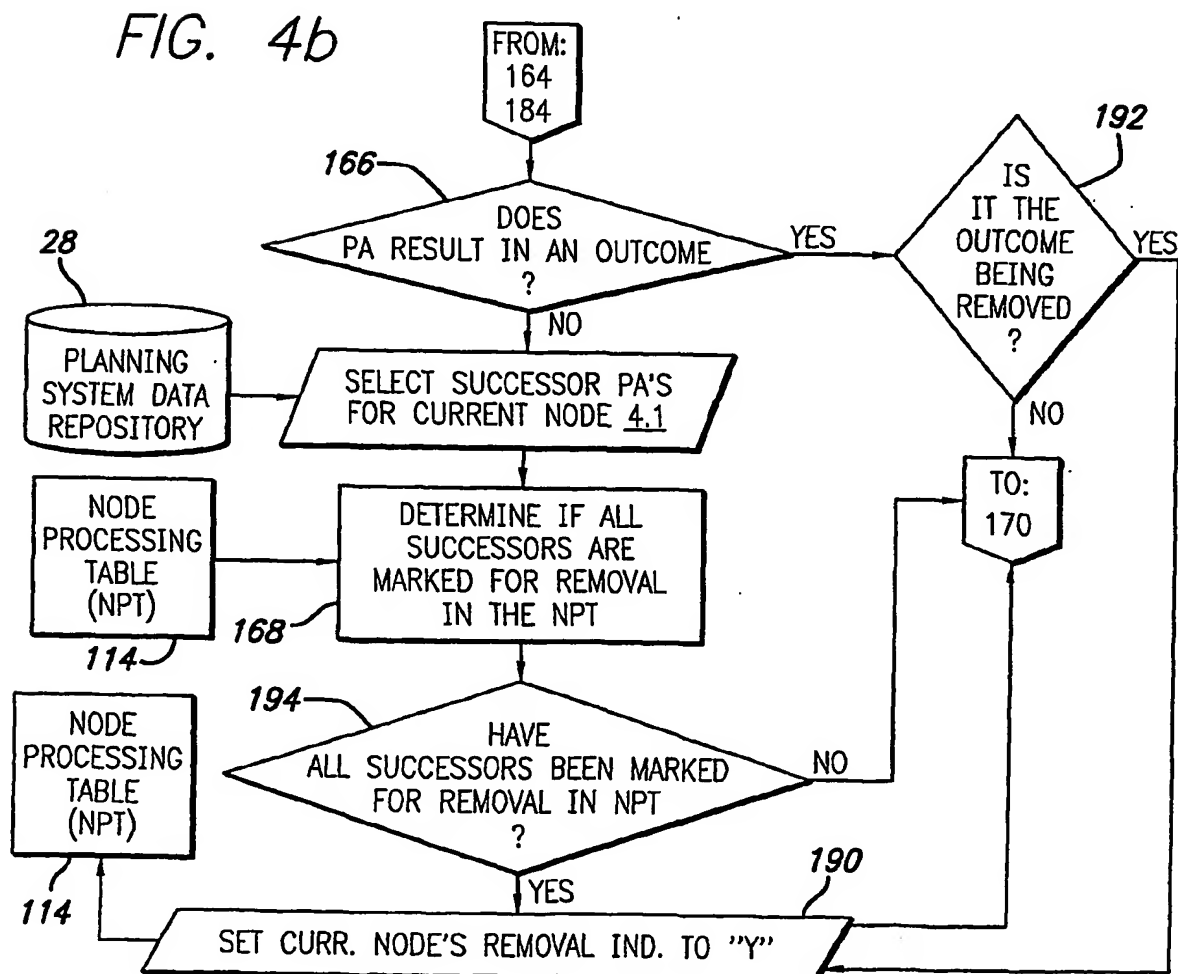 FIG. 4b
FROM:
164
184
166
DOES
PA RESULT IN AN OUTCOME
?
YES
NO
192
IS
IT THE
OUTCOME
BEING
REMOVED
?
YES
NO
28
PLANNING
SYSTEM DATA
REPOSITORY
SELECT SUCCESSOR PA'S
FOR CURRENT NODE 4.1
TO:
170
NODE
PROCESSING
TABLE
(NPT)
114
DETERMINE IF ALL
SUCCESSORS ARE
MARKED FOR REMOVAL
IN THE NPT
168
194
HAVE
ALL SUCCESSORS BEEN MARKED
FOR REMOVAL IN NPT
?
NO
YES
NODE
PROCESSING
TABLE
(NPT)
114
190
SET CURR. NODE'S REMOVAL IND. TO "Y"